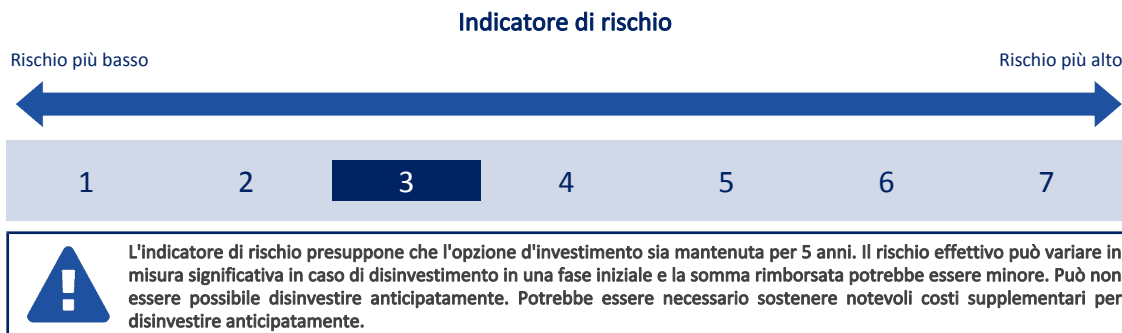 Indicatore di rischio
Rischio più basso
Rischio più alto
1 2 3 4 5 6 7
L'indicatore di rischio presuppone che l'opzione d'investimento sia mantenuta per 5 anni. Il rischio effettivo può variare in
misura significativa in caso di disinvestimento in una fase iniziale e la somma rimborsata potrebbe essere minore. Può non
essere possibile disinvestire anticipatamente. Potrebbe essere necessario sostenere notevoli costi supplementari per
disinvestire anticipatamente.